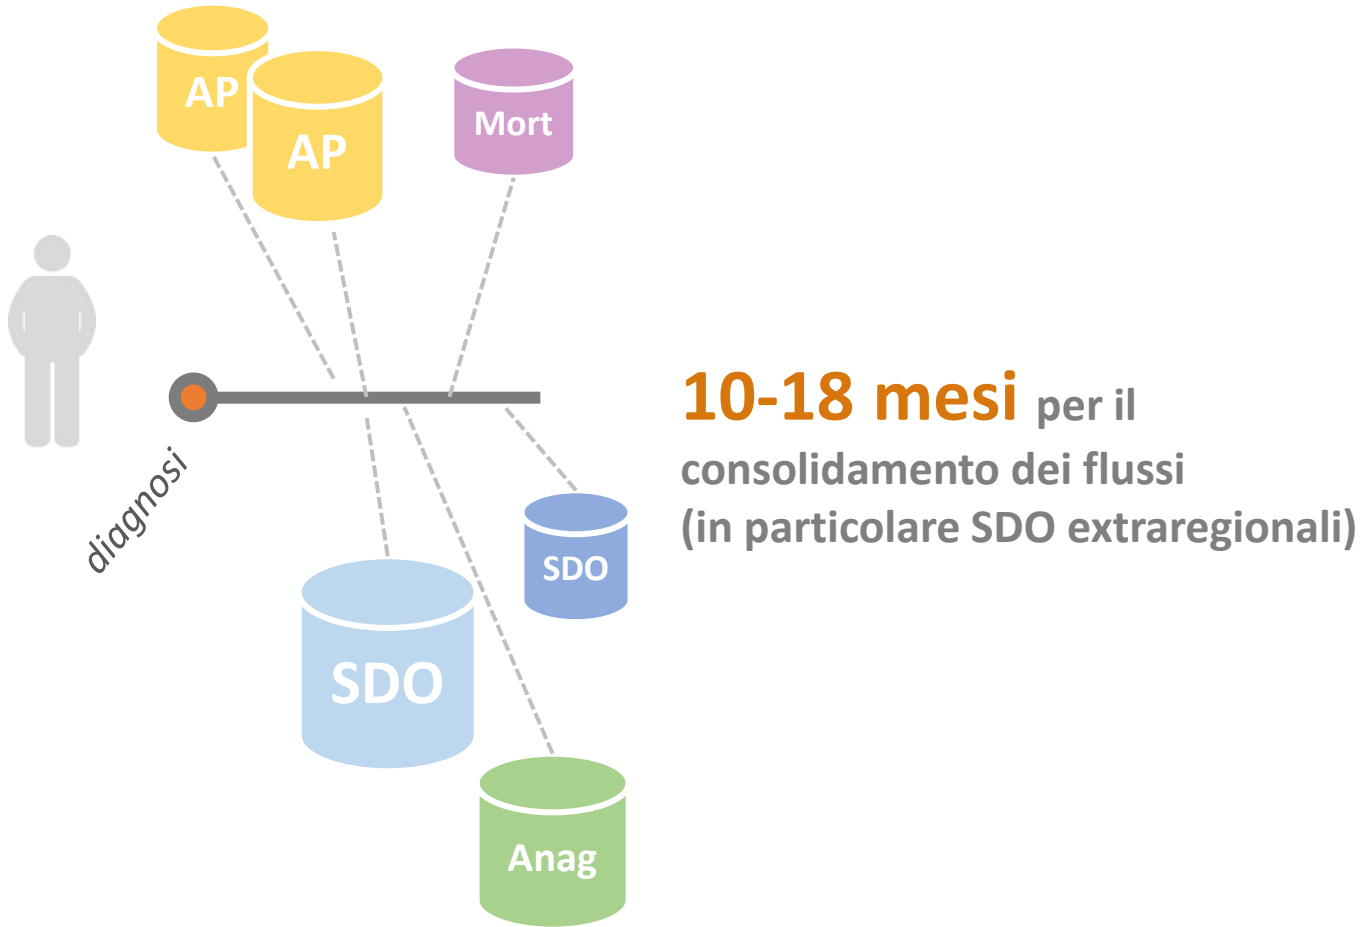 AP
AP
Mort
diagnosi
10-18 mesi per il
consolidamento dei flussi
(in particolare SDO extraregionali)
SDO
SDO
Anag